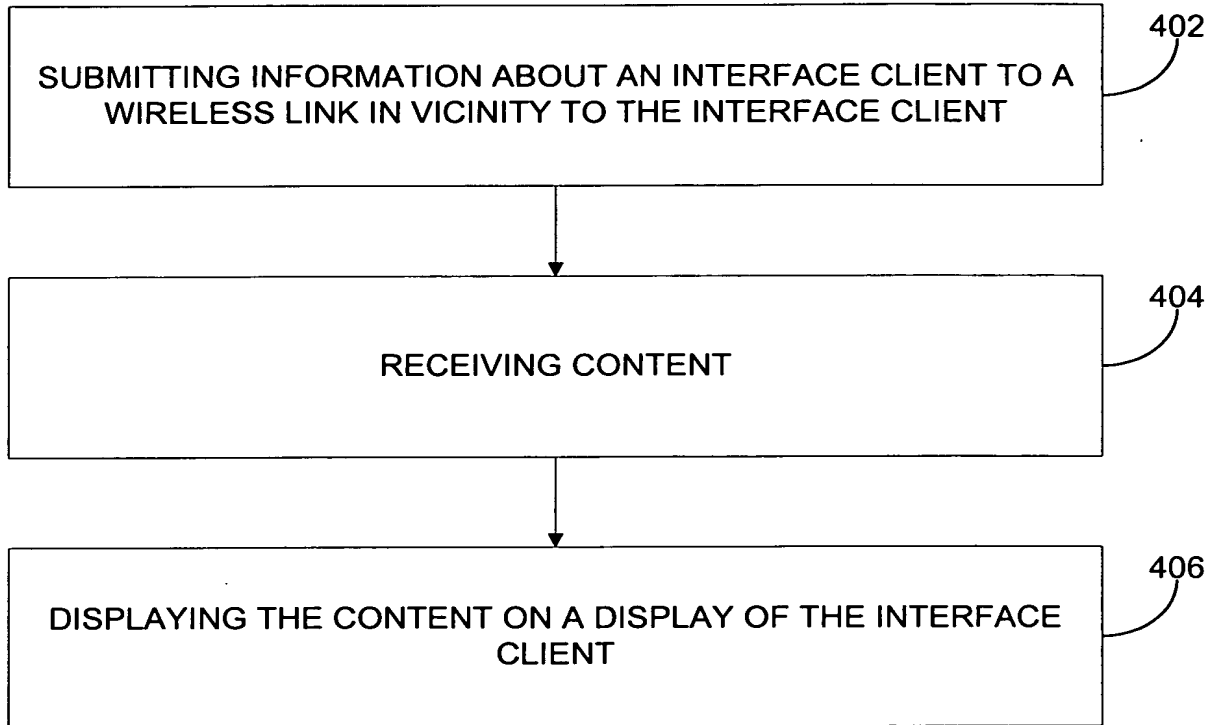 402
SUBMITTING INFORMATION ABOUT AN INTERFACE CLIENT TO A
WIRELESS LINK IN VICINITY TO THE INTERFACE CLIENT
404
RECEIVING CONTENT
406
DISPLAYING THE CONTENT ON A DISPLAY OF THE INTERFACE
CLIENT